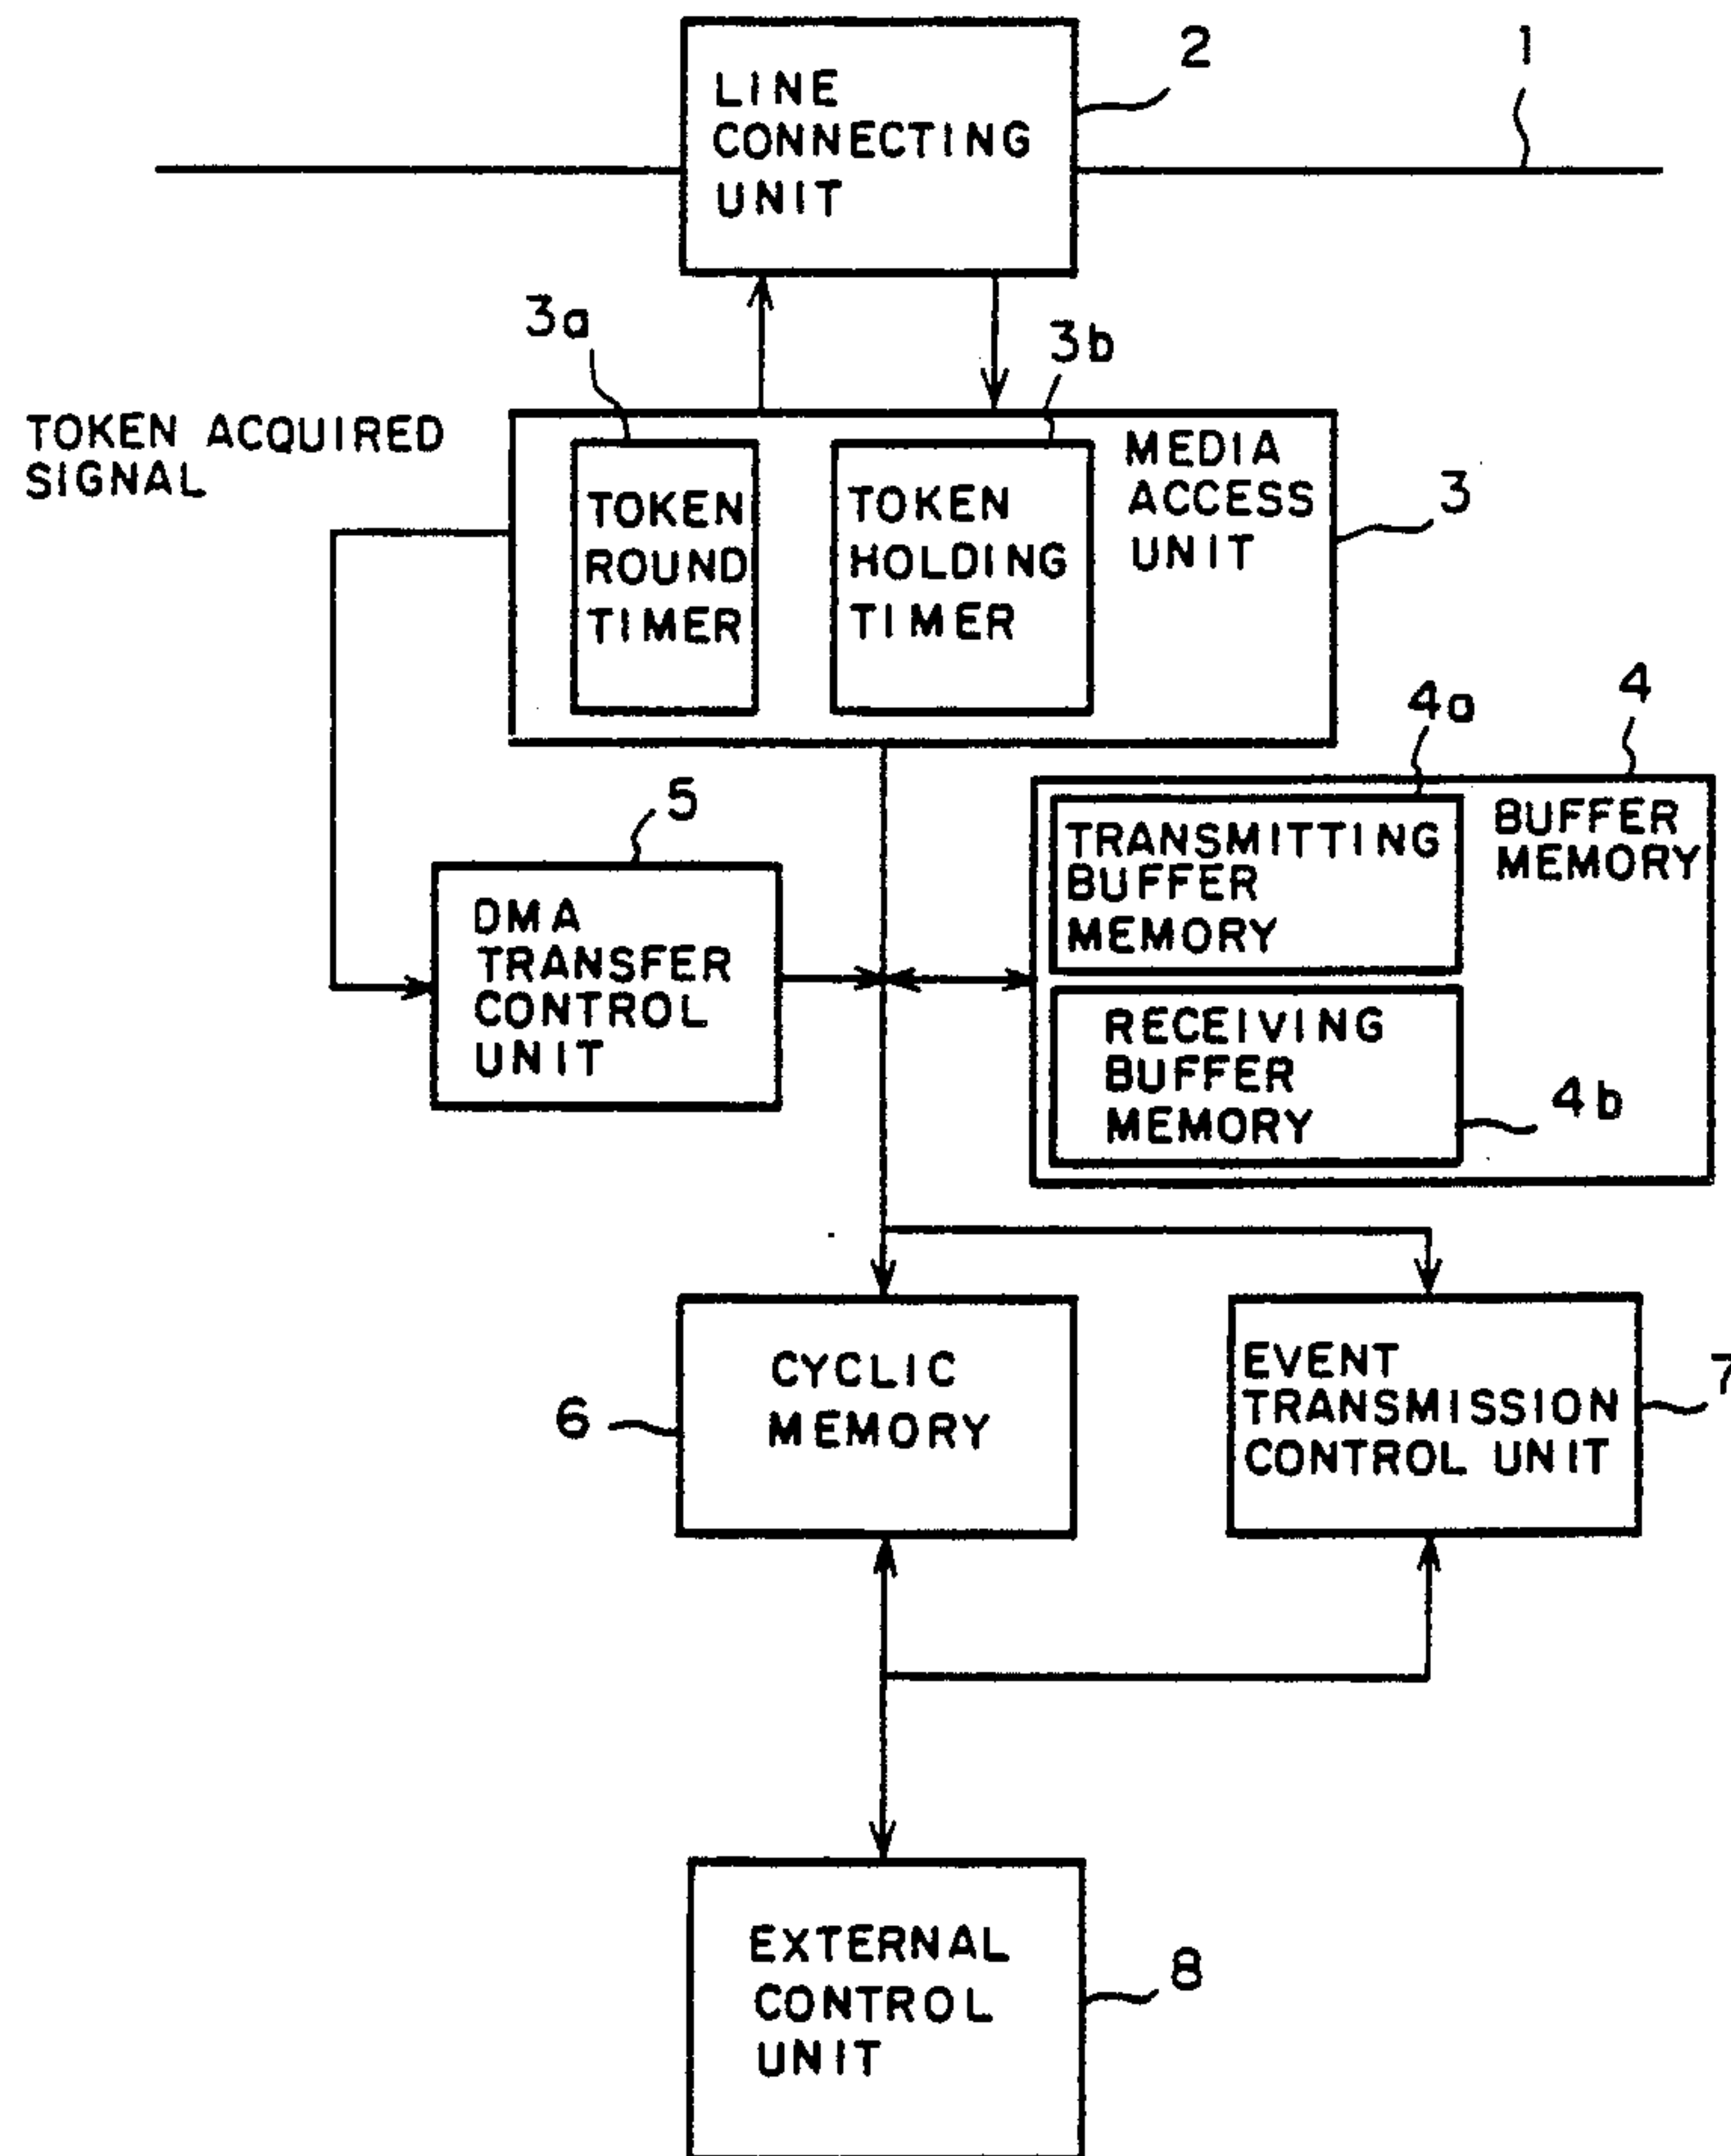 2
1
LINE
CONNECTING
UNIT
3a
3b
TOKEN ACQUIRED
SIGNAL
TOKEN
ROUND
TIMER
TOKEN
HOLDING
TIMER
MEDIA
ACCESS
UNIT
3
4a
4
5
TRANSMITTING
BUFFER
MEMORY
BUFFER
MEMORY
DMA
TRANSFER
CONTROL
UNIT
RECEIVING
BUFFER
MEMORY
4b
CYCLIC
MEMORY
6
EVENT
TRANSMISSION
CONTROL UNIT
7
EXTERNAL
CONTROL
UNIT
8